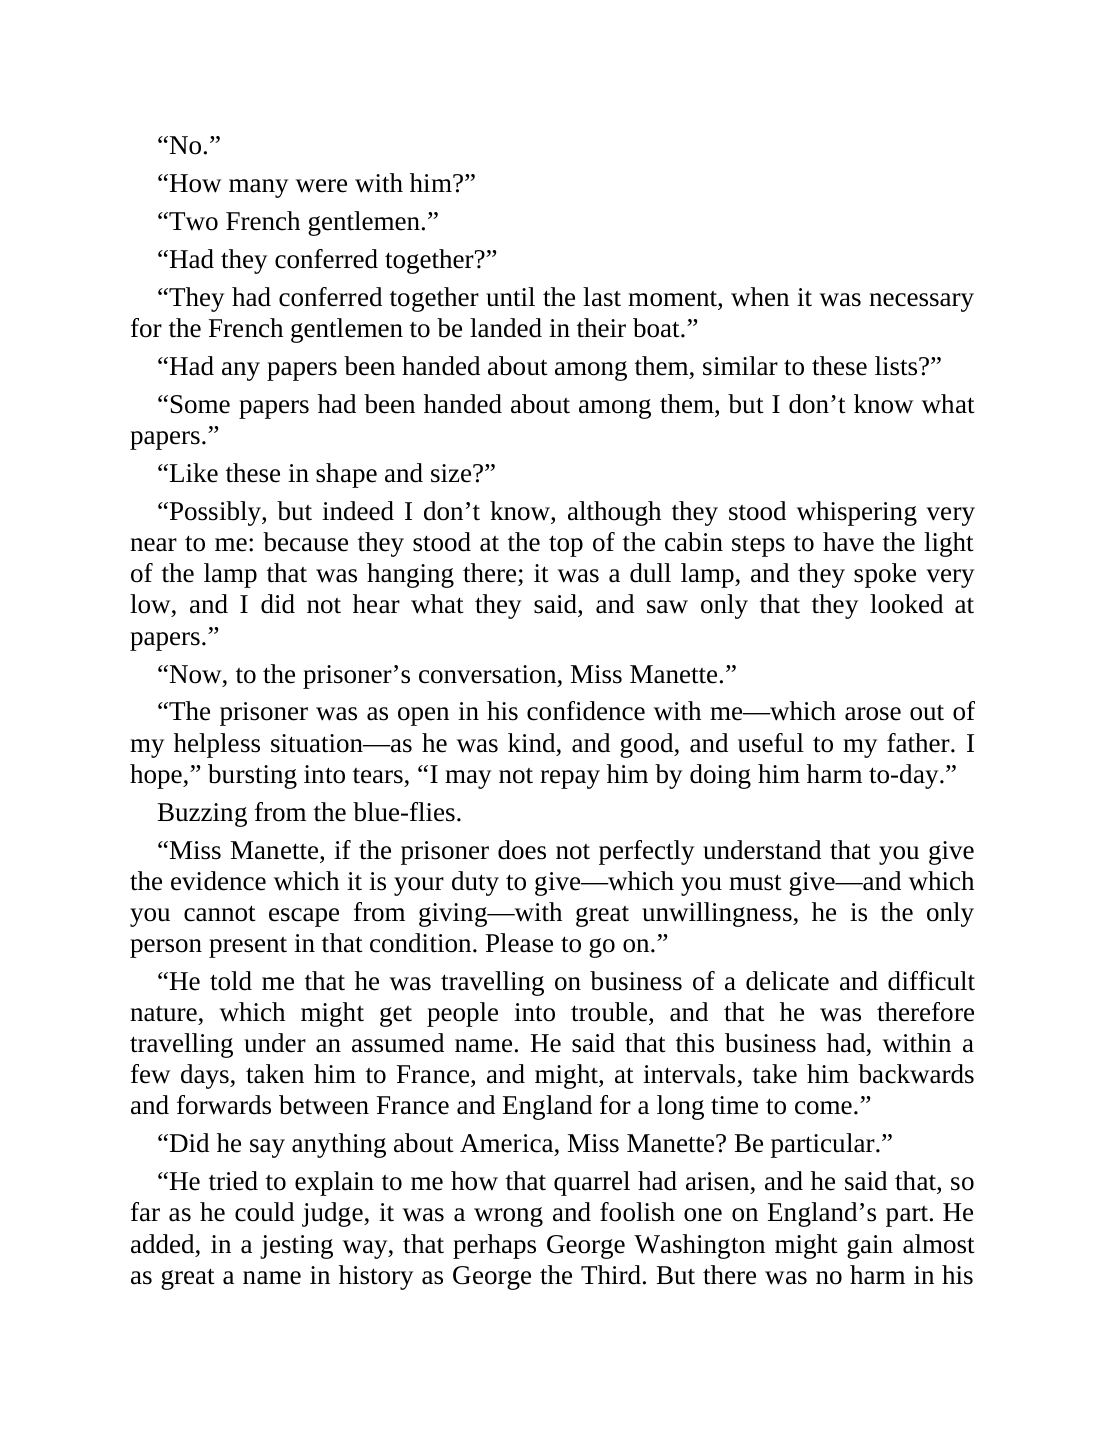 “No.”
“How many were with him?”
“Two French gentlemen.”
“Had they conferred together?”
“They had conferred together until the last moment, when it was necessary
for the French gentlemen to be landed in their boat.”
“Had any papers been handed about among them, similar to these lists?”
“Some papers had been handed about among them, but I don’t know what
papers.”
“Like these in shape and size?”
“Possibly, but indeed I don’t know, although they stood whispering very
near to me: because they stood at the top of the cabin steps to have the light
of the lamp that was hanging there; it was a dull lamp, and they spoke very
low, and I did not hear what they said, and saw only that they looked at
papers.”
“Now, to the prisoner’s conversation, Miss Manette.”
“The prisoner was as open in his confidence with me—which arose out of
my helpless situation—as he was kind, and good, and useful to my father. I
hope,” bursting into tears, “I may not repay him by doing him harm to-day.”
Buzzing from the blue-flies.
“Miss Manette, if the prisoner does not perfectly understand that you give
the evidence which it is your duty to give—which you must give—and which
you cannot escape from giving—with great unwillingness, he is the only
person present in that condition. Please to go on.”
“He told me that he was travelling on business of a delicate and difficult
nature, which might get people into trouble, and that he was therefore
travelling under an assumed name. He said that this business had, within a
few days, taken him to France, and might, at intervals, take him backwards
and forwards between France and England for a long time to come.”
“Did he say anything about America, Miss Manette? Be particular.”
“He tried to explain to me how that quarrel had arisen, and he said that, so
far as he could judge, it was a wrong and foolish one on England’s part. He
added, in a jesting way, that perhaps George Washington might gain almost
as great a name in history as George the Third. But there was no harm in his